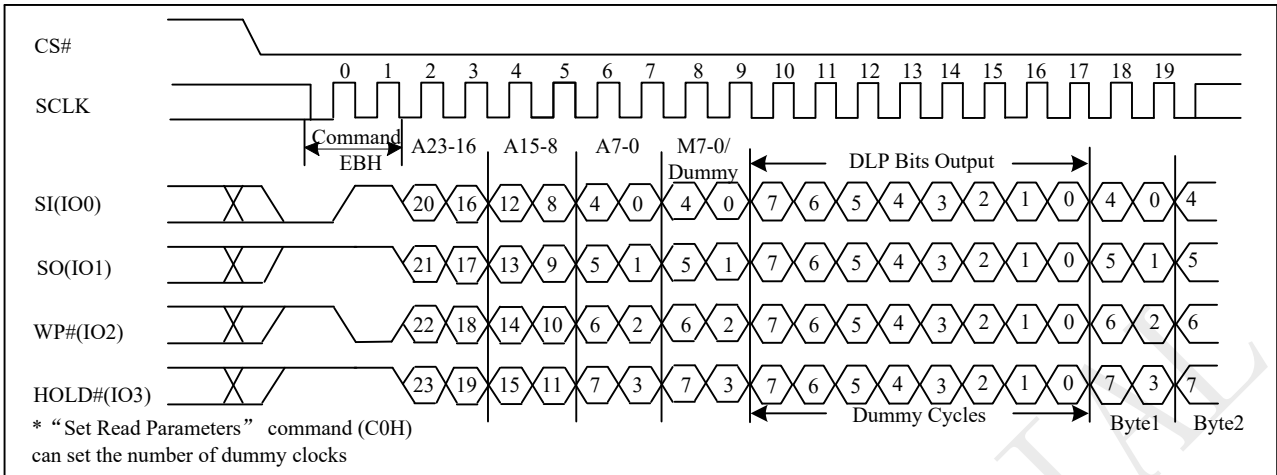 CS#
0 1 2 3 4 5 6 7 8 9 10 11 12 13 14 15 16 17 18 19
SCLK
Command
EBH
A23-16 A15-8 A7-0 M7-0/
Dummy
DLP Bits Output
SI(IO0) 20 16 12 8 4 0 4 0 7 6 5 4 3 2 1 0 4 0 4
SO(IO1) 21 17 13 9 5 1 5 1 7 6 5 4 3 2 1 0 5 1 5
WP#(IO2) 22 18 14 10 6 2 6 2 7 6 5 4 3 2 1 0 6 2 6
HOLD#(IO3) 23 19 15 11 7 3 7 3 7 6 5 4 3 2 1 0 7 3 7
Dummy Cycles
Byte1 Byte2
* “Set Read Parameters” command (C0H)
can set the number of dummy clocks